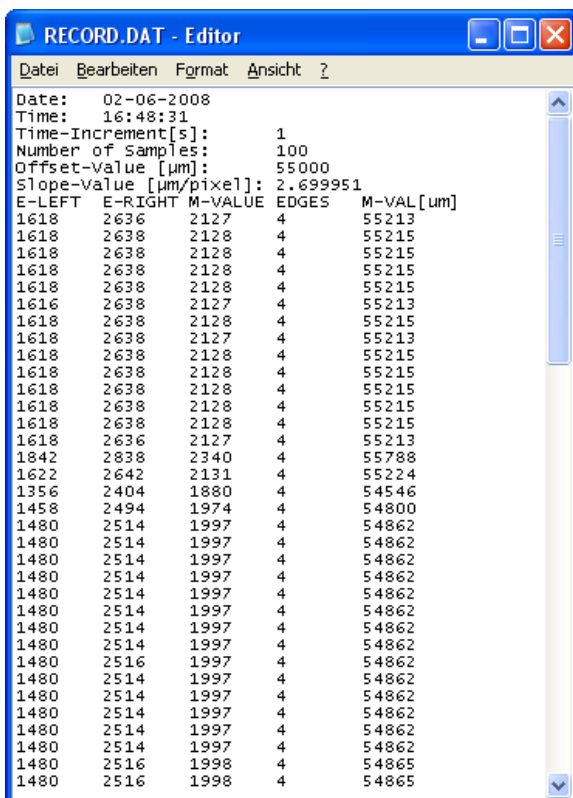 RECORD.DAT - Editor
Datei Bearbeiten Format Ansicht ?
Date: 02-06-2008
Time: 16:48:31
Time-Increment[s]: 1
Number of Samples: 100
Offset-Value [µm]: 55000
Slope-Value [µm/pixel]: 2.699951
E-LEFT E-RIGHT M-VALUE EDGES M-VAL[um]
1618 2636 2127 4 55213
1618 2638 2128 4 55215
1618 2638 2128 4 55215
1618 2638 2128 4 55215
1618 2638 2128 4 55215
1616 2638 2127 4 55213
1618 2638 2128 4 55215
1618 2638 2127 4 55213
1618 2638 2128 4 55215
1618 2638 2128 4 55215
1618 2638 2128 4 55215
1618 2638 2128 4 55215
1618 2638 2128 4 55215
1618 2636 2127 4 55213
1842 2838 2340 4 55788
1622 2642 2131 4 55224
1356 2404 1880 4 54546
1458 2494 1974 4 54800
1480 2514 1997 4 54862
1480 2514 1997 4 54862
1480 2514 1997 4 54862
1480 2514 1997 4 54862
1480 2514 1997 4 54862
1480 2514 1997 4 54862
1480 2514 1997 4 54862
1480 2514 1997 4 54862
1480 2516 1997 4 54862
1480 2514 1997 4 54862
1480 2514 1997 4 54862
1480 2514 1997 4 54862
1480 2514 1997 4 54862
1480 2514 1997 4 54862
1480 2516 1998 4 54865
1480 2516 1998 4 54865